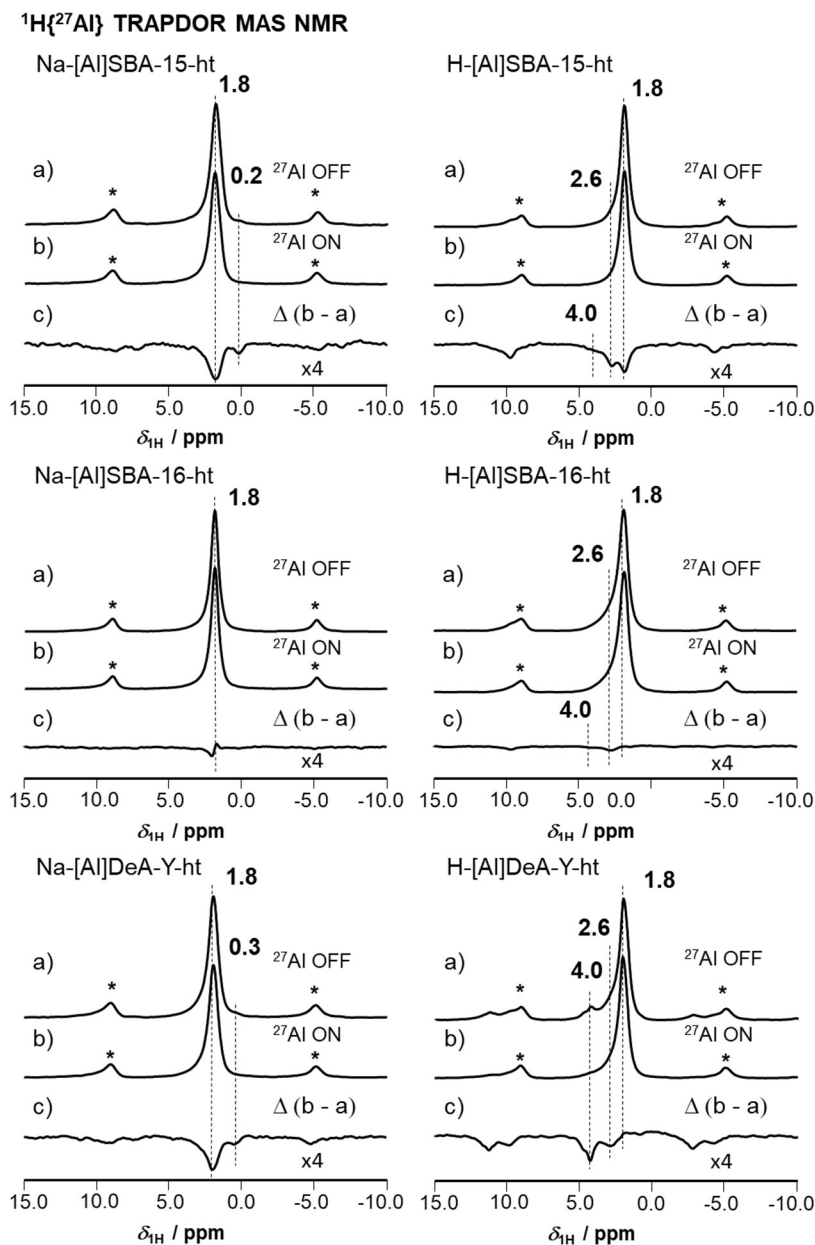 ¹H{²⁷Al} TRAPDOR MAS NMR
Na-[Al]SBA-15-ht
1.8
a)
0.2
²⁷Al OFF
* *
b)
²⁷Al ON
* *
c)
Δ (b - a)
x4
15.0 10.0 5.0 0.0 -5.0 -10.0
δ1H / ppm
H-[Al]SBA-15-ht
1.8
a)
2.6
²⁷Al OFF
* *
b)
²⁷Al ON
* *
c)
4.0
Δ (b - a)
x4
15.0 10.0 5.0 0.0 -5.0 -10.0
δ1H / ppm
Na-[Al]SBA-16-ht
1.8
a)
²⁷Al OFF
* *
b)
²⁷Al ON
* *
c)
Δ (b - a)
x4
15.0 10.0 5.0 0.0 -5.0 -10.0
δ1H / ppm
H-[Al]SBA-16-ht
1.8
2.6
a)
²⁷Al OFF
* *
b)
²⁷Al ON
* *
c)
4.0
Δ (b - a)
x4
15.0 10.0 5.0 0.0 -5.0 -10.0
δ1H / ppm
Na-[Al]DeA-Y-ht
1.8
0.3
a)
²⁷Al OFF
* *
b)
²⁷Al ON
* *
c)
Δ (b - a)
x4
15.0 10.0 5.0 0.0 -5.0 -10.0
δ1H / ppm
H-[Al]DeA-Y-ht
1.8
2.6
a)
4.0
²⁷Al OFF
* *
b)
²⁷Al ON
* *
c)
Δ (b - a)
x4
15.0 10.0 5.0 0.0 -5.0 -10.0
δ1H / ppm